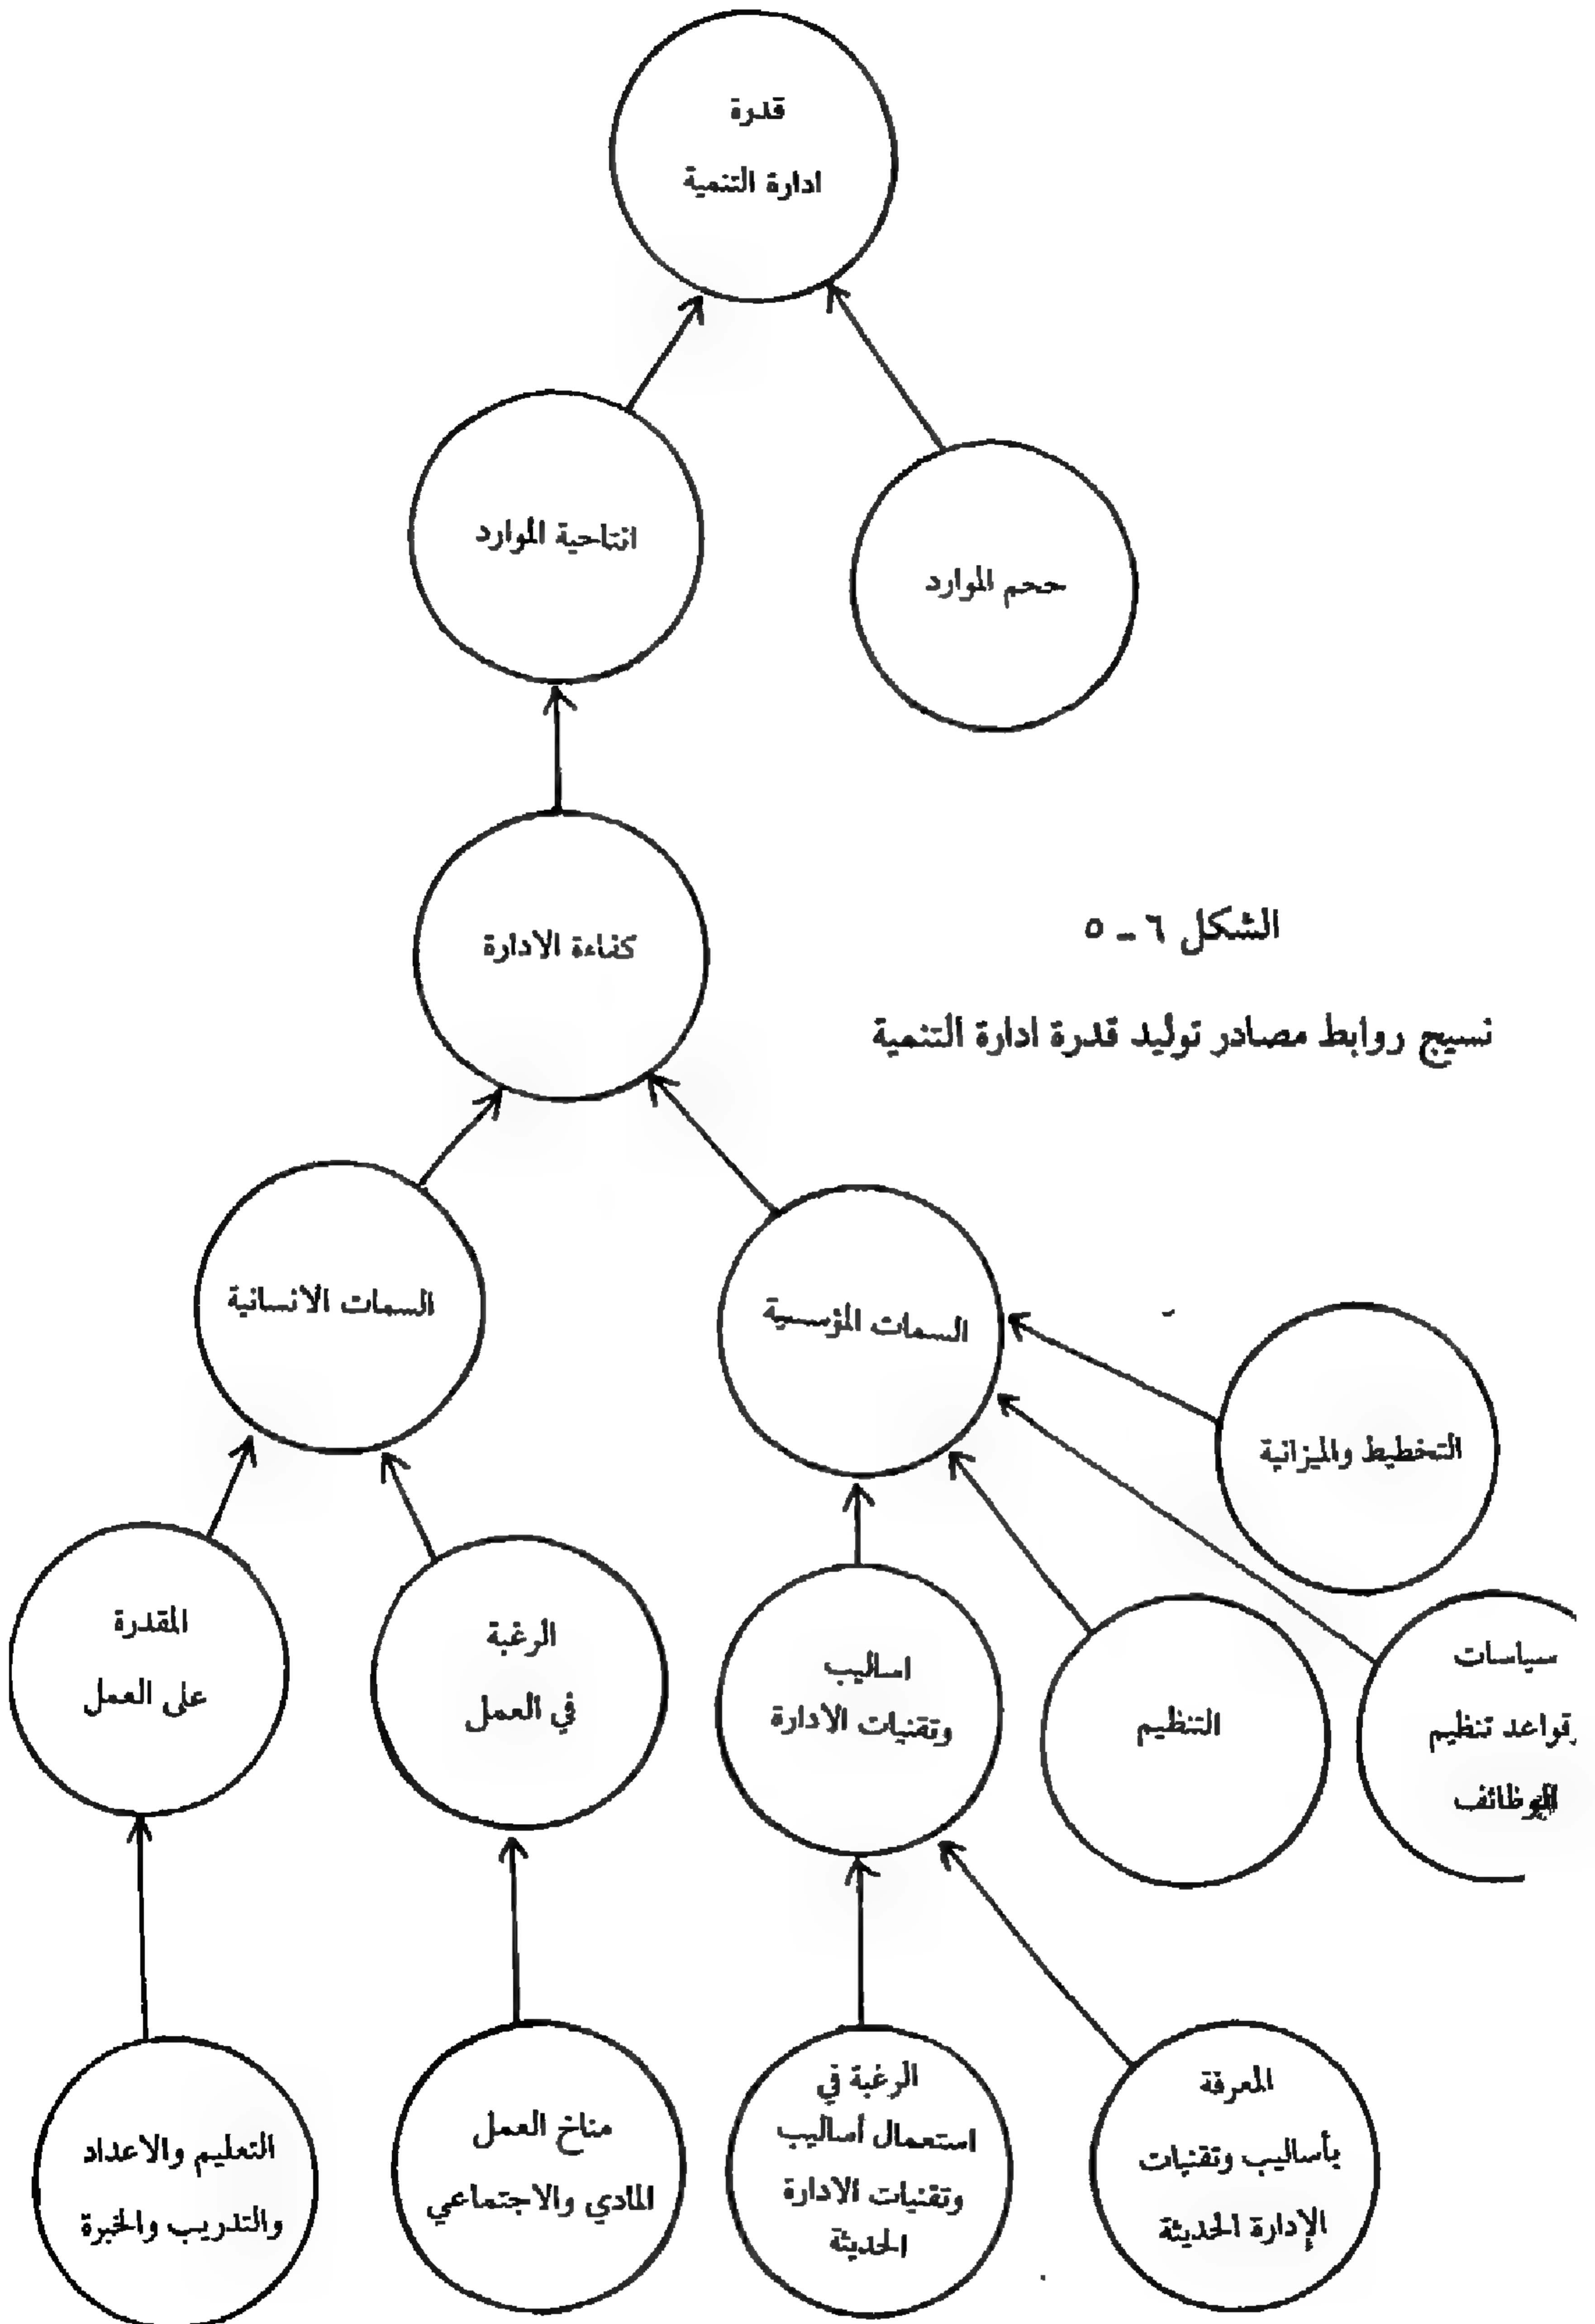 قدرة
ادارة التنمية
انتاجية الموارد
حجم الموارد
كفاءة الادارة
الشكل ٦ ـ ٥
نسيج روابط مصادر توليد قدرة ادارة التنمية
السمات الانسانية
السمات المؤسسية
التخطيط والميزانية
المقدرة
على العمل
الرغبة
في العمل
اساليب
وتقنيات الادارة
التنظيم
سياسات
وقواعد تنظيم
الوظائف
التعليم والاعداد
والتدريب والخبرة
مناخ العمل
المادي والاجتماعي
الرغبة في
استعمال أساليب
وتقنيات الادارة
الحديثة
المعرفة
بأساليب وتقنيات
الإدارة الحديثة